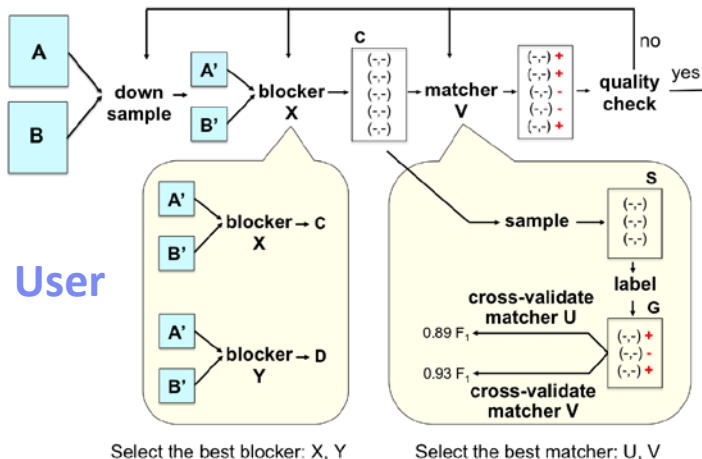 A
B
down
sample
A'
B'
blocker
X
C
(-,-)
(-,-)
(-,-)
(-,-)
(-,-)
matcher
V
(-,-) +
(-,-) +
(-,-) -
(-,-) -
(-,-) +
quality
check
no
yes
User
A'
B'
blocker
X
C
A'
B'
blocker
Y
D
Select the best blocker: X, Y
sample
S
(-,-)
(-,-)
(-,-)
label
G
(-,-) +
(-,-) -
(-,-) +
cross-validate
matcher U
0.89 F₁
0.93 F₁
cross-validate
matcher V
Select the best matcher: U, V